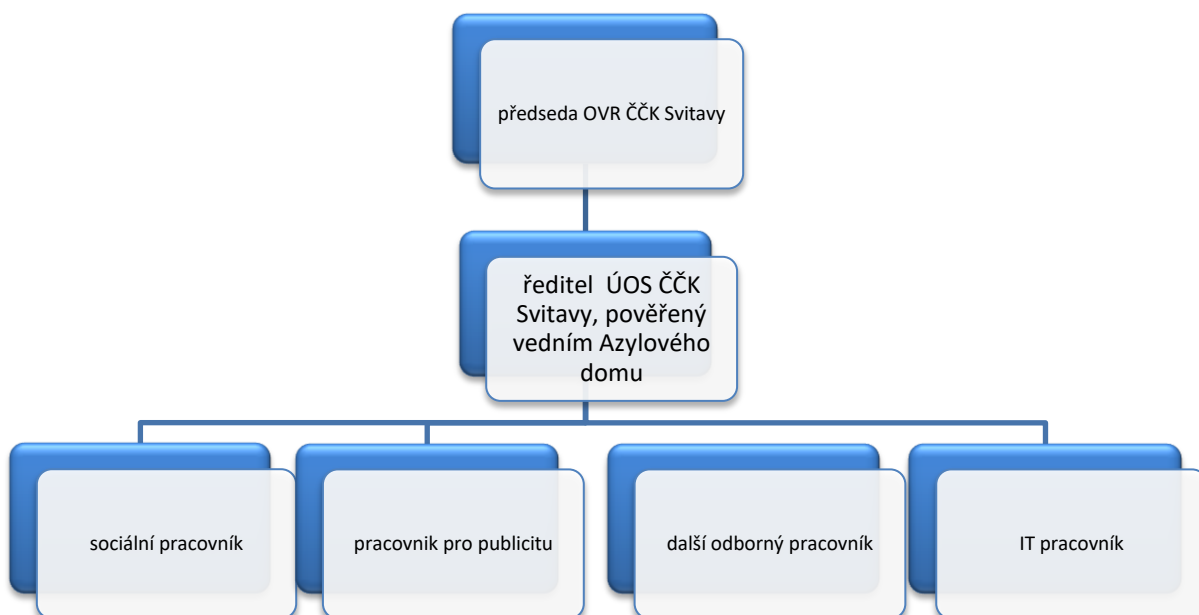 předseda OVR ČČK Svitavy
ředitel ÚOS ČČK
Svitavy, pověřený
vedním Azylového
domu
sociální pracovník
pracovnik pro publicitu
další odborný pracovník
IT pracovník